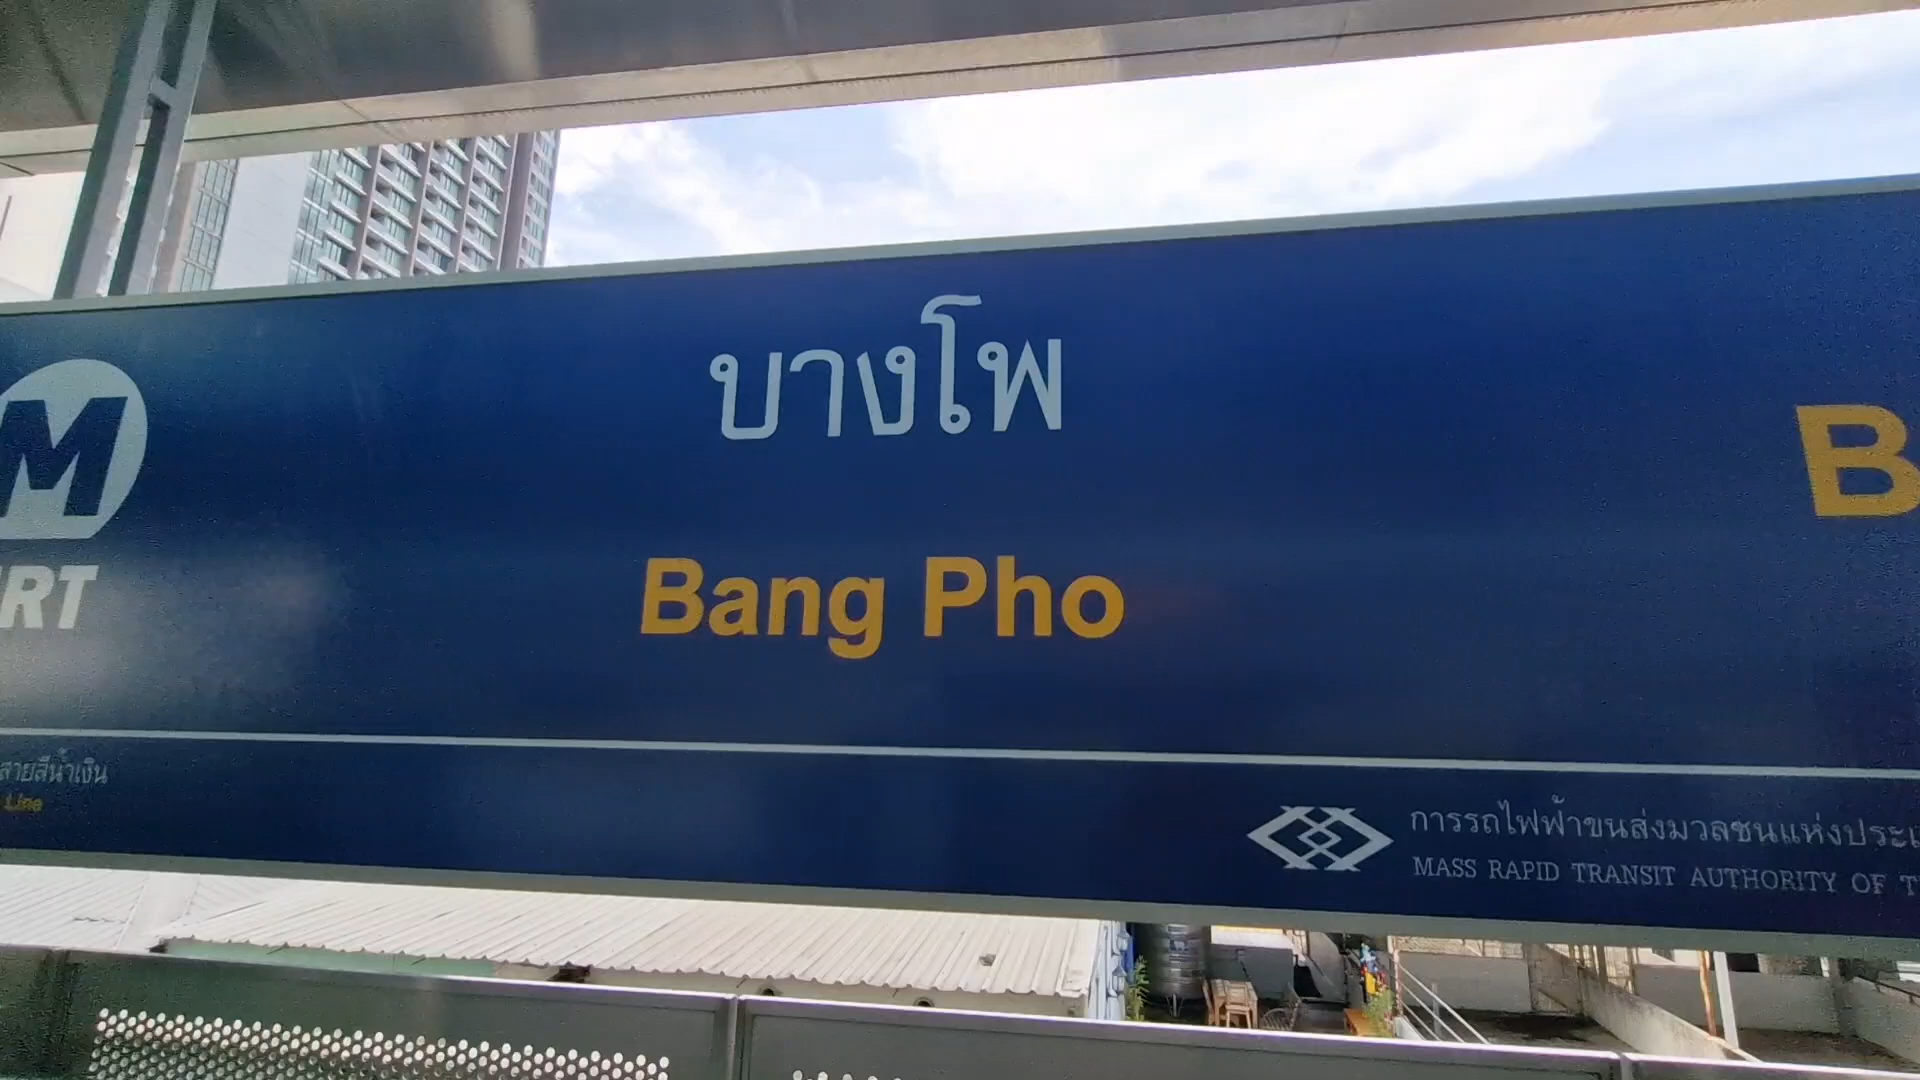 บางโพ
Bang Pho
M
RT
สายสีน้ำเงิน
Line
B
การรถไฟฟ้าขนส่งมวลชนแห่งประเ
MASS RAPID TRANSIT AUTHORITY OF T